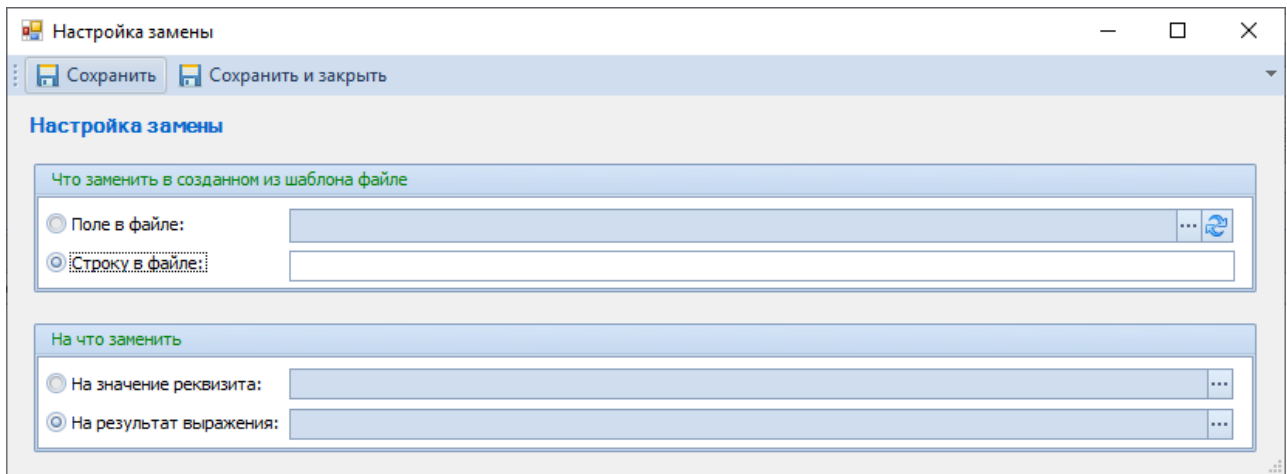 Настройка замены
Сохранить Сохранить и закрыть
Настройка замены
Что заменить в созданном из шаблона файле
Поле в файле:
Строку в файле:
На что заменить
На значение реквизита:
На результат выражения: